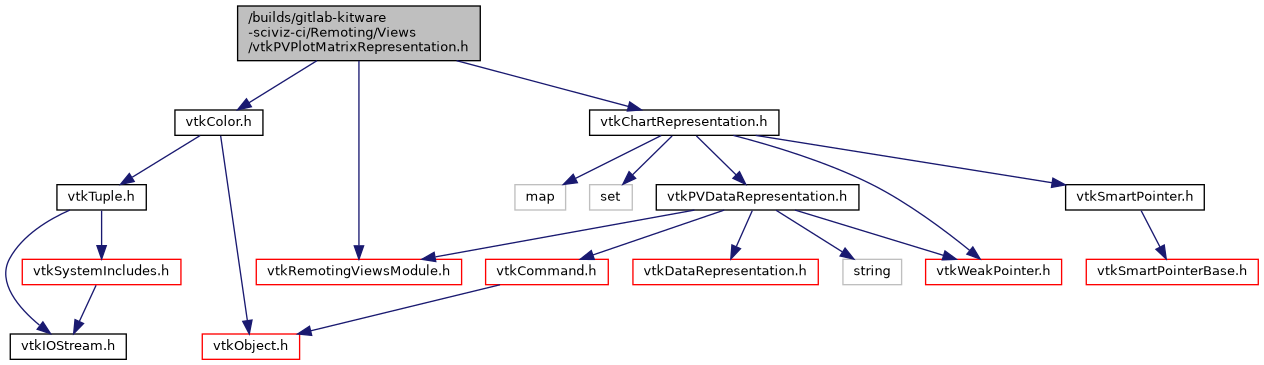 /builds/gitlab-kitware
-sciviz-ci/Remoting/Views
/vtkPVPlotMatrixRepresentation.h
vtkColor.h
vtkChartRepresentation.h
vtkTuple.h
map
set
vtkPVDataRepresentation.h
vtkSmartPointer.h
vtkSystemIncludes.h
vtkRemotingViewsModule.h
vtkCommand.h
vtkDataRepresentation.h
string
vtkWeakPointer.h
vtkSmartPointerBase.h
vtkIOStream.h
vtkObject.h